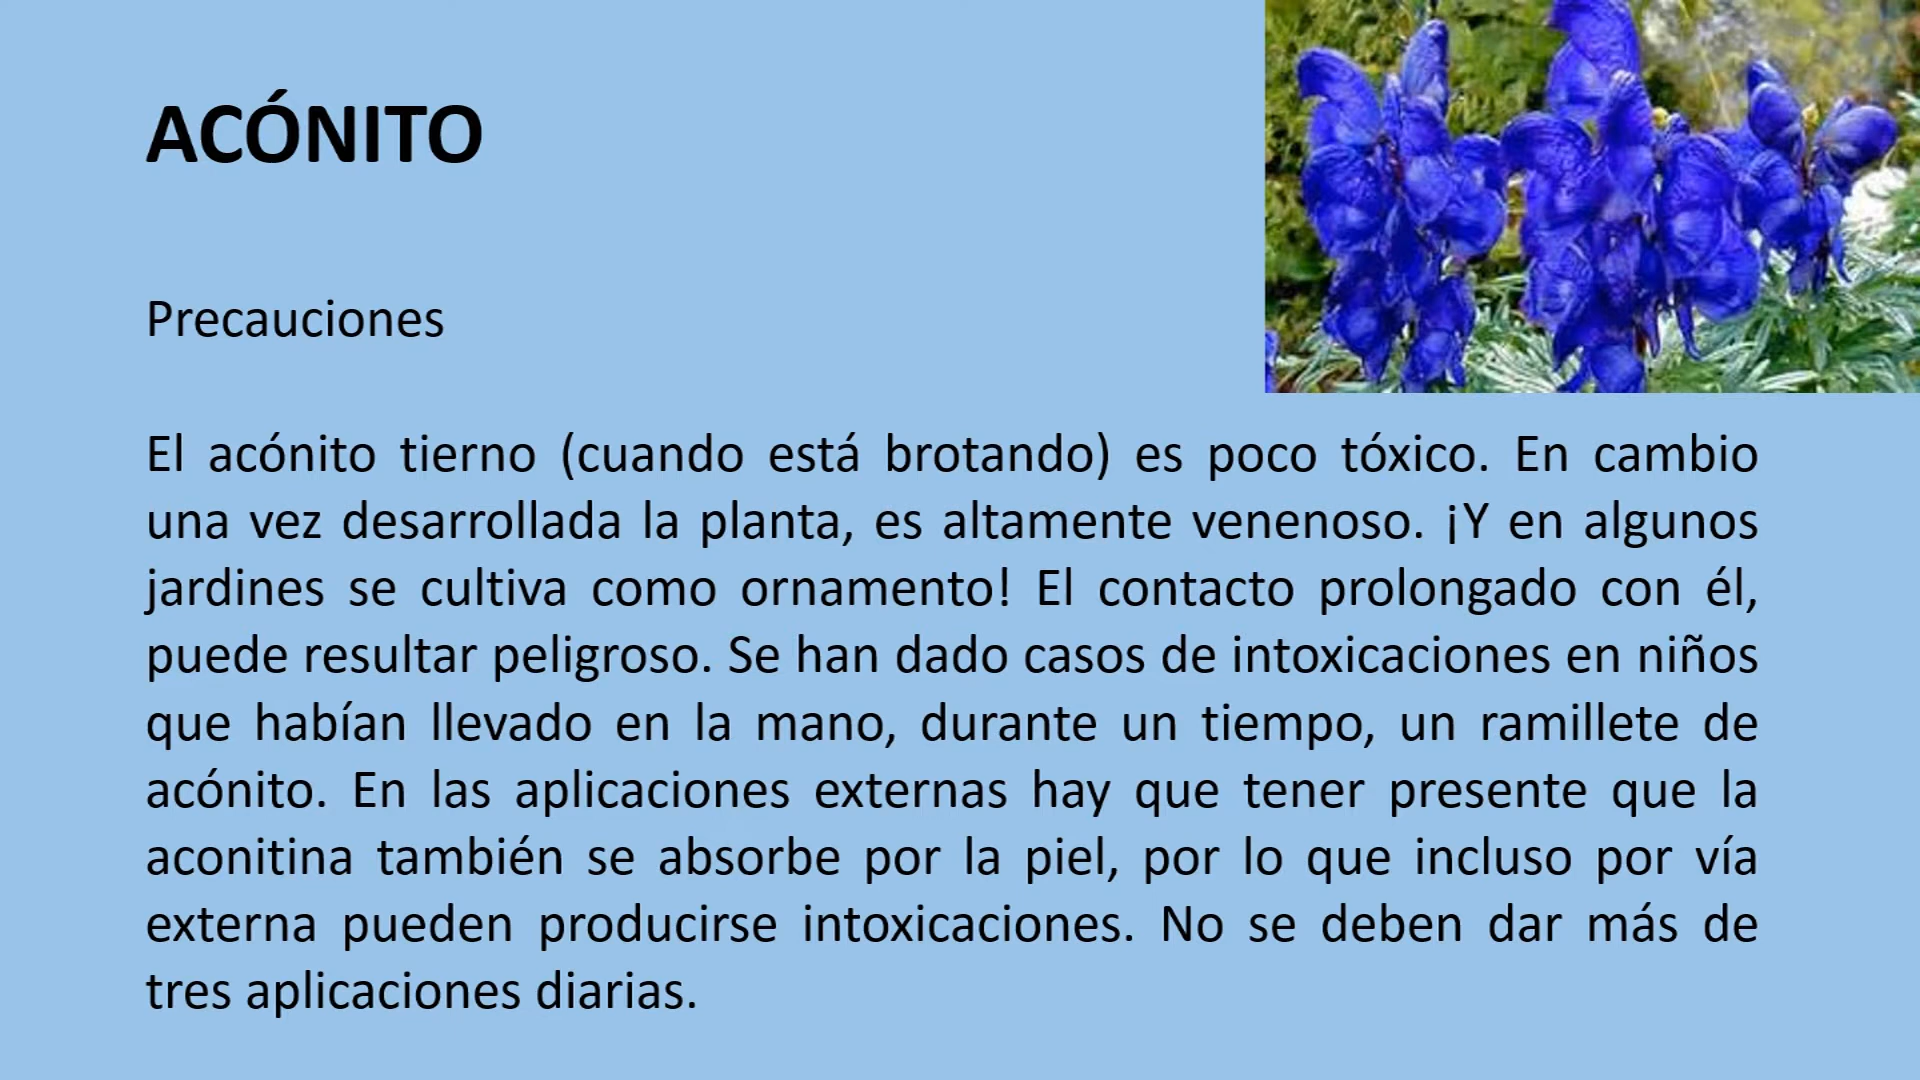 ACÓNITO
Precauciones
El acónito tierno (cuando está brotando) es poco tóxico. En cambio
una vez desarrollada la planta, es altamente venenoso. ¡Y en algunos
jardines se cultiva como ornamento! El contacto prolongado con él,
puede resultar peligroso. Se han dado casos de intoxicaciones en niños
que habían llevado en la mano, durante un tiempo, un ramillete de
acónito. En las aplicaciones externas hay que tener presente que la
aconitina también se absorbe por la piel, por lo que incluso por vía
externa pueden producirse intoxicaciones. No se deben dar más de
tres aplicaciones diarias.